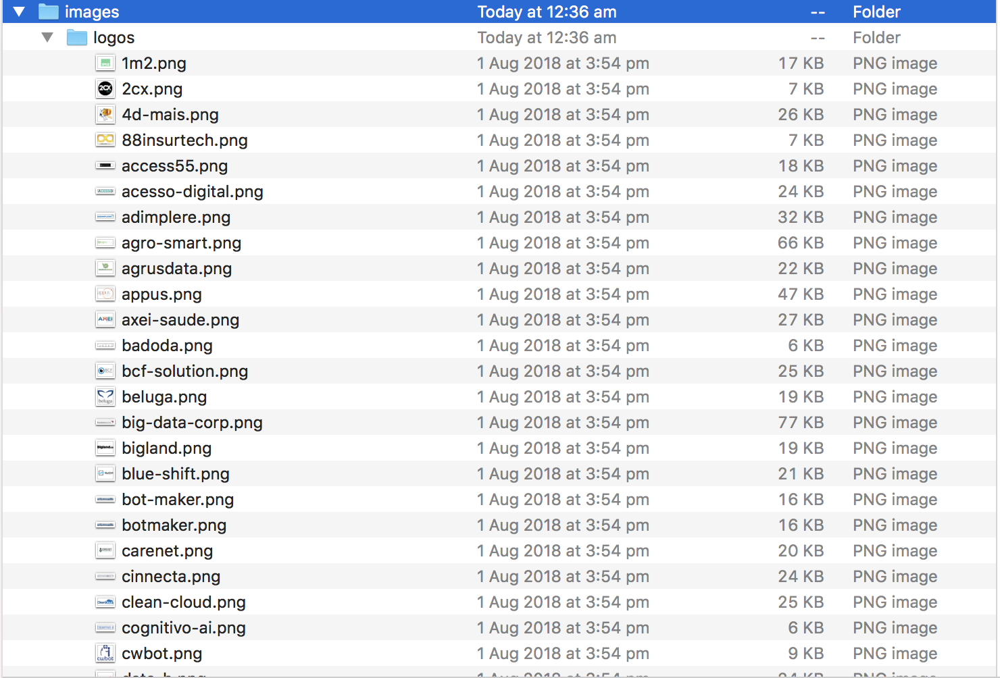 images Today at 12:36 am -- Folder
logos Today at 12:36 am -- Folder
1m2.png 1 Aug 2018 at 3:54 pm 17 KB PNG image
2cx.png 1 Aug 2018 at 3:54 pm 7 KB PNG image
4d-mais.png 1 Aug 2018 at 3:54 pm 26 KB PNG image
88insurtech.png 1 Aug 2018 at 3:54 pm 7 KB PNG image
access55.png 1 Aug 2018 at 3:54 pm 18 KB PNG image
acesso-digital.png 1 Aug 2018 at 3:54 pm 24 KB PNG image
adimplere.png 1 Aug 2018 at 3:54 pm 32 KB PNG image
agro-smart.png 1 Aug 2018 at 3:54 pm 66 KB PNG image
agrusdata.png 1 Aug 2018 at 3:54 pm 22 KB PNG image
appus.png 1 Aug 2018 at 3:54 pm 47 KB PNG image
axei-saude.png 1 Aug 2018 at 3:54 pm 27 KB PNG image
badoda.png 1 Aug 2018 at 3:54 pm 6 KB PNG image
bcf-solution.png 1 Aug 2018 at 3:54 pm 25 KB PNG image
beluga.png 1 Aug 2018 at 3:54 pm 19 KB PNG image
big-data-corp.png 1 Aug 2018 at 3:54 pm 77 KB PNG image
bigland.png 1 Aug 2018 at 3:54 pm 19 KB PNG image
blue-shift.png 1 Aug 2018 at 3:54 pm 21 KB PNG image
bot-maker.png 1 Aug 2018 at 3:54 pm 16 KB PNG image
botmaker.png 1 Aug 2018 at 3:54 pm 16 KB PNG image
carenet.png 1 Aug 2018 at 3:54 pm 20 KB PNG image
cinnecta.png 1 Aug 2018 at 3:54 pm 24 KB PNG image
clean-cloud.png 1 Aug 2018 at 3:54 pm 25 KB PNG image
cognitivo-ai.png 1 Aug 2018 at 3:54 pm 6 KB PNG image
cwbot.png 1 Aug 2018 at 3:54 pm 9 KB PNG image